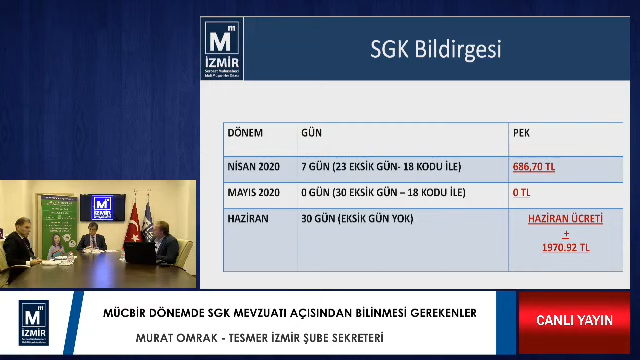 m
M
İZMİR
SGK Bildirgesi
DÖNEM GÜN PEK
NİSAN 2020 7 GÜN (23 EKSİK GÜN- 18 KODU İLE) 686,70 TL
MAYIS 2020 0 GÜN (30 EKSİK GÜN – 18 KODU İLE) 0 TL
HAZİRAN 30 GÜN (EKSİK GÜN YOK) HAZİRAN ÜCRETİ
+
1970.92 TL
M
m
M
İZMİR
MÜCBİR DÖNEMDE SGK MEVZUATI AÇISINDAN BİLİNMESİ GEREKENLER
MURAT OMRAK - TESMER İZMİR ŞUBE SEKRETERİ
CANLI YAYIN